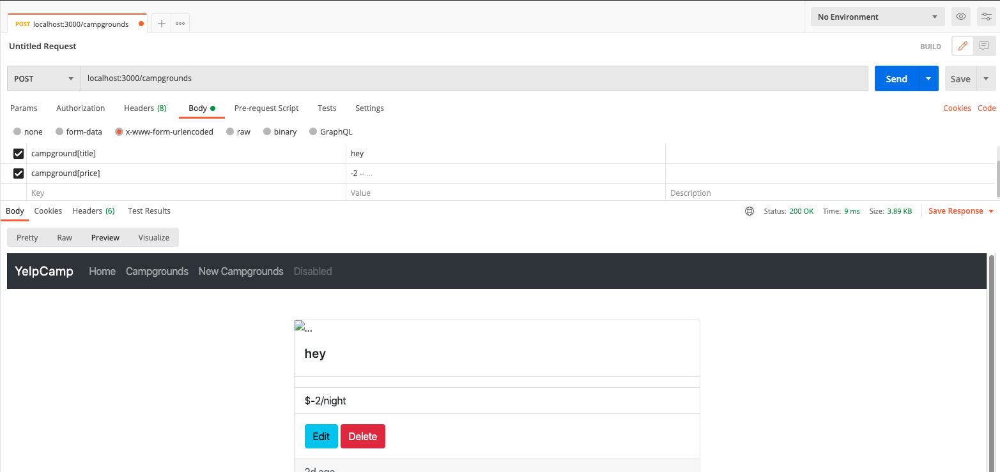 POST localhost:3000/campgrounds
No Environment
Untitled Request
BUILD
POST localhost:3000/campgrounds Send Save
Params Authorization Headers (8) Body Pre-request Script Tests Settings Cookies Code
none form-data x-www-form-urlencoded raw binary GraphQL
campground[title] hey
campground[price] -2 ↵ ...
Key Value Description
Body Cookies Headers (6) Test Results Status: 200 OK Time: 9 ms Size: 3.89 KB Save Response
Pretty Raw Preview Visualize
YelpCamp Home Campgrounds New Campgrounds Disabled
...
hey
$-2/night
Edit Delete
2d ago